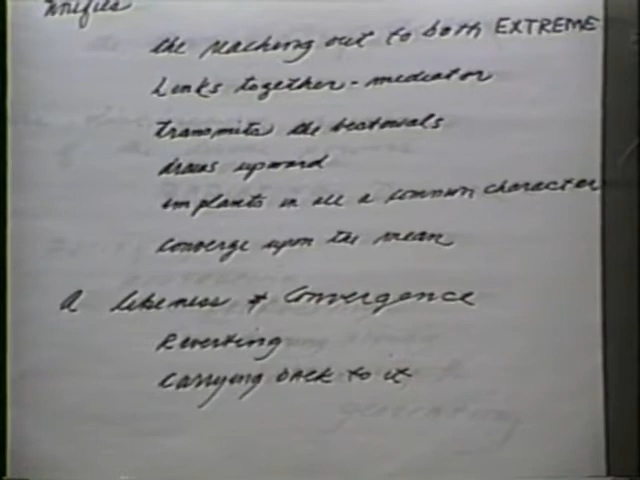 unifies
the reaching out to both EXTREME
Links together - mediator
transmits the bestowals
draws upward
implants in all a common character
converge upon the mean
A likeness & Convergence
Reverting
Carrying back to it